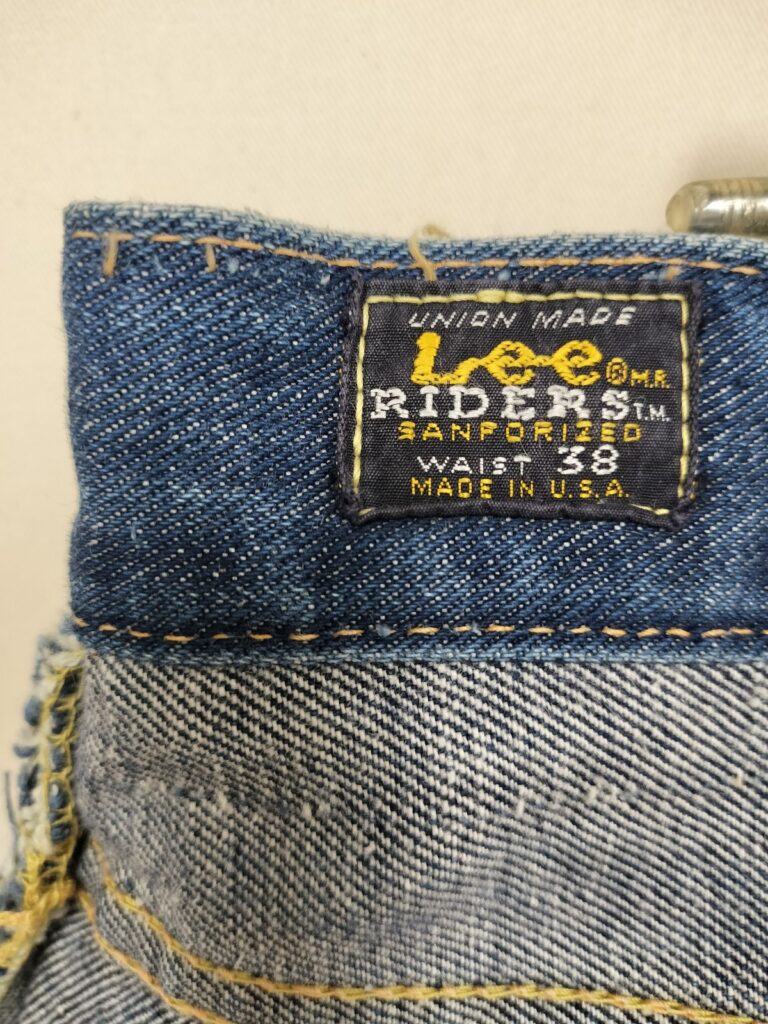 UNION MADE
Lee ® M.R.
RIDERS T.M.
SANFORIZED
WAIST 38
MADE IN U.S.A.